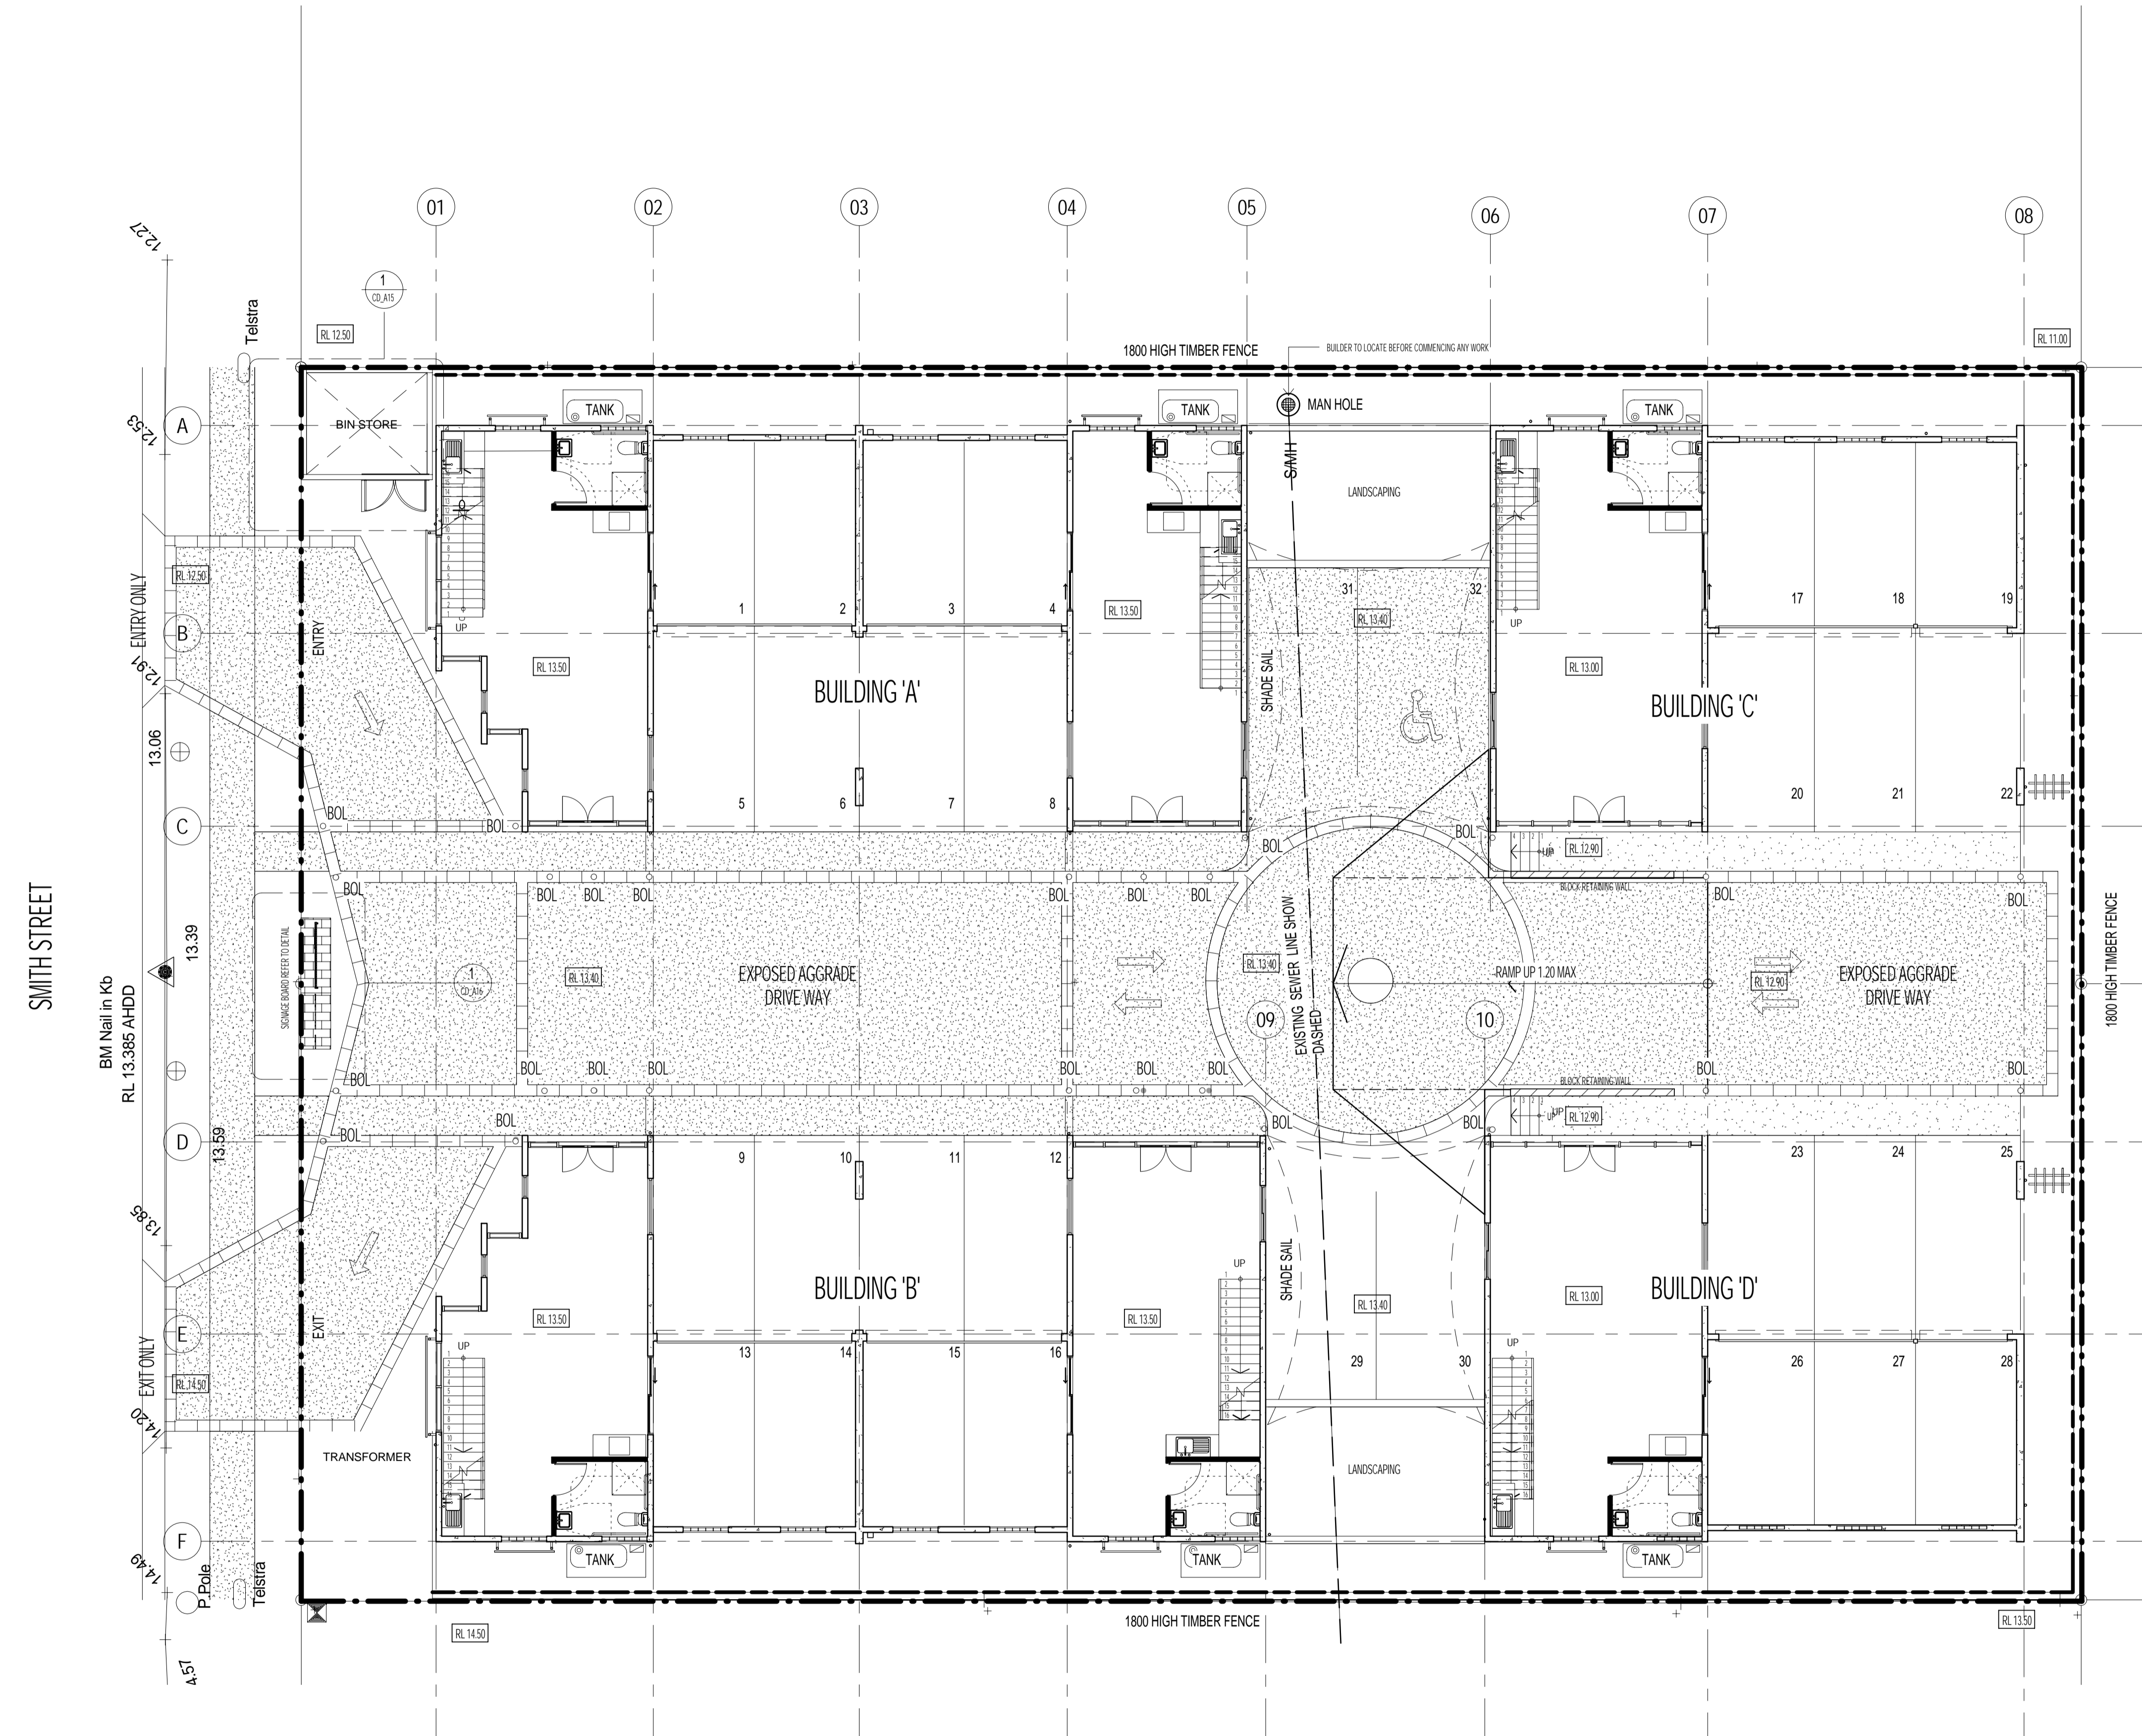 01
02
03
04
05
06
07
08
12.27
1
CD_A15
Telstra
RL 12.50
RL 11.00
1800 HIGH TIMBER FENCE
BUILDER TO LOCATE BEFORE COMMENCING ANY WORK
A
12.53
BIN STORE
TANK
TANK
MAN HOLE
TANK
S/MH
LANDSCAPING
ENTRY ONLY
RL 12.50
B
ENTRY
UP
1
2
3
4
RL 13.50
31
32
RL 13.40
UP
17
18
19
12.91
RL 13.50
BUILDING 'A'
SHADE SAIL
RL 13.00
BUILDING 'C'
13.06
5
6
7
8
20
21
22
C
BOL
BOL
BOL
BOL
UP
RL 12.90
BLOCK RETAINING WALL
BOL
BOL
BOL
BOL
BOL
BOL
BOL
BOL
BOL
SMITH STREET
BM Nail in Kb
RL 13.385 AHDD
13.39
SIGNAGE BOARD REFER TO DETAIL
1
CD_A16
RL 13.40
EXPOSED AGGRADE
DRIVE WAY
RL 13.40
EXISTING SEWER LINE SHOW
DASHED
RAMP UP 1.20 MAX
RL 12.90
EXPOSED AGGRADE
DRIVE WAY
1800 HIGH TIMBER FENCE
09
10
BOL
BOL
BOL
BOL
BOL
BOL
BOL
BLOCK RETAINING WALL
BOL
BOL
BOL
D
13.59
BOL
BOL
BOL
BOL
UP
UP
RL 12.90
9
10
11
12
23
24
25
13.85
EXIT
UP
SHADE SAIL
BUILDING 'B'
RL 13.50
RL 13.50
RL 13.40
RL 13.00
BUILDING 'D'
E
EXIT ONLY
RL 14.50
UP
13
14
15
16
29
30
UP
26
27
28
14.20
TRANSFORMER
LANDSCAPING
F
14.49
P.Pole
Telstra
TANK
TANK
TANK
RL 14.50
1800 HIGH TIMBER FENCE
RL 13.50
4.57